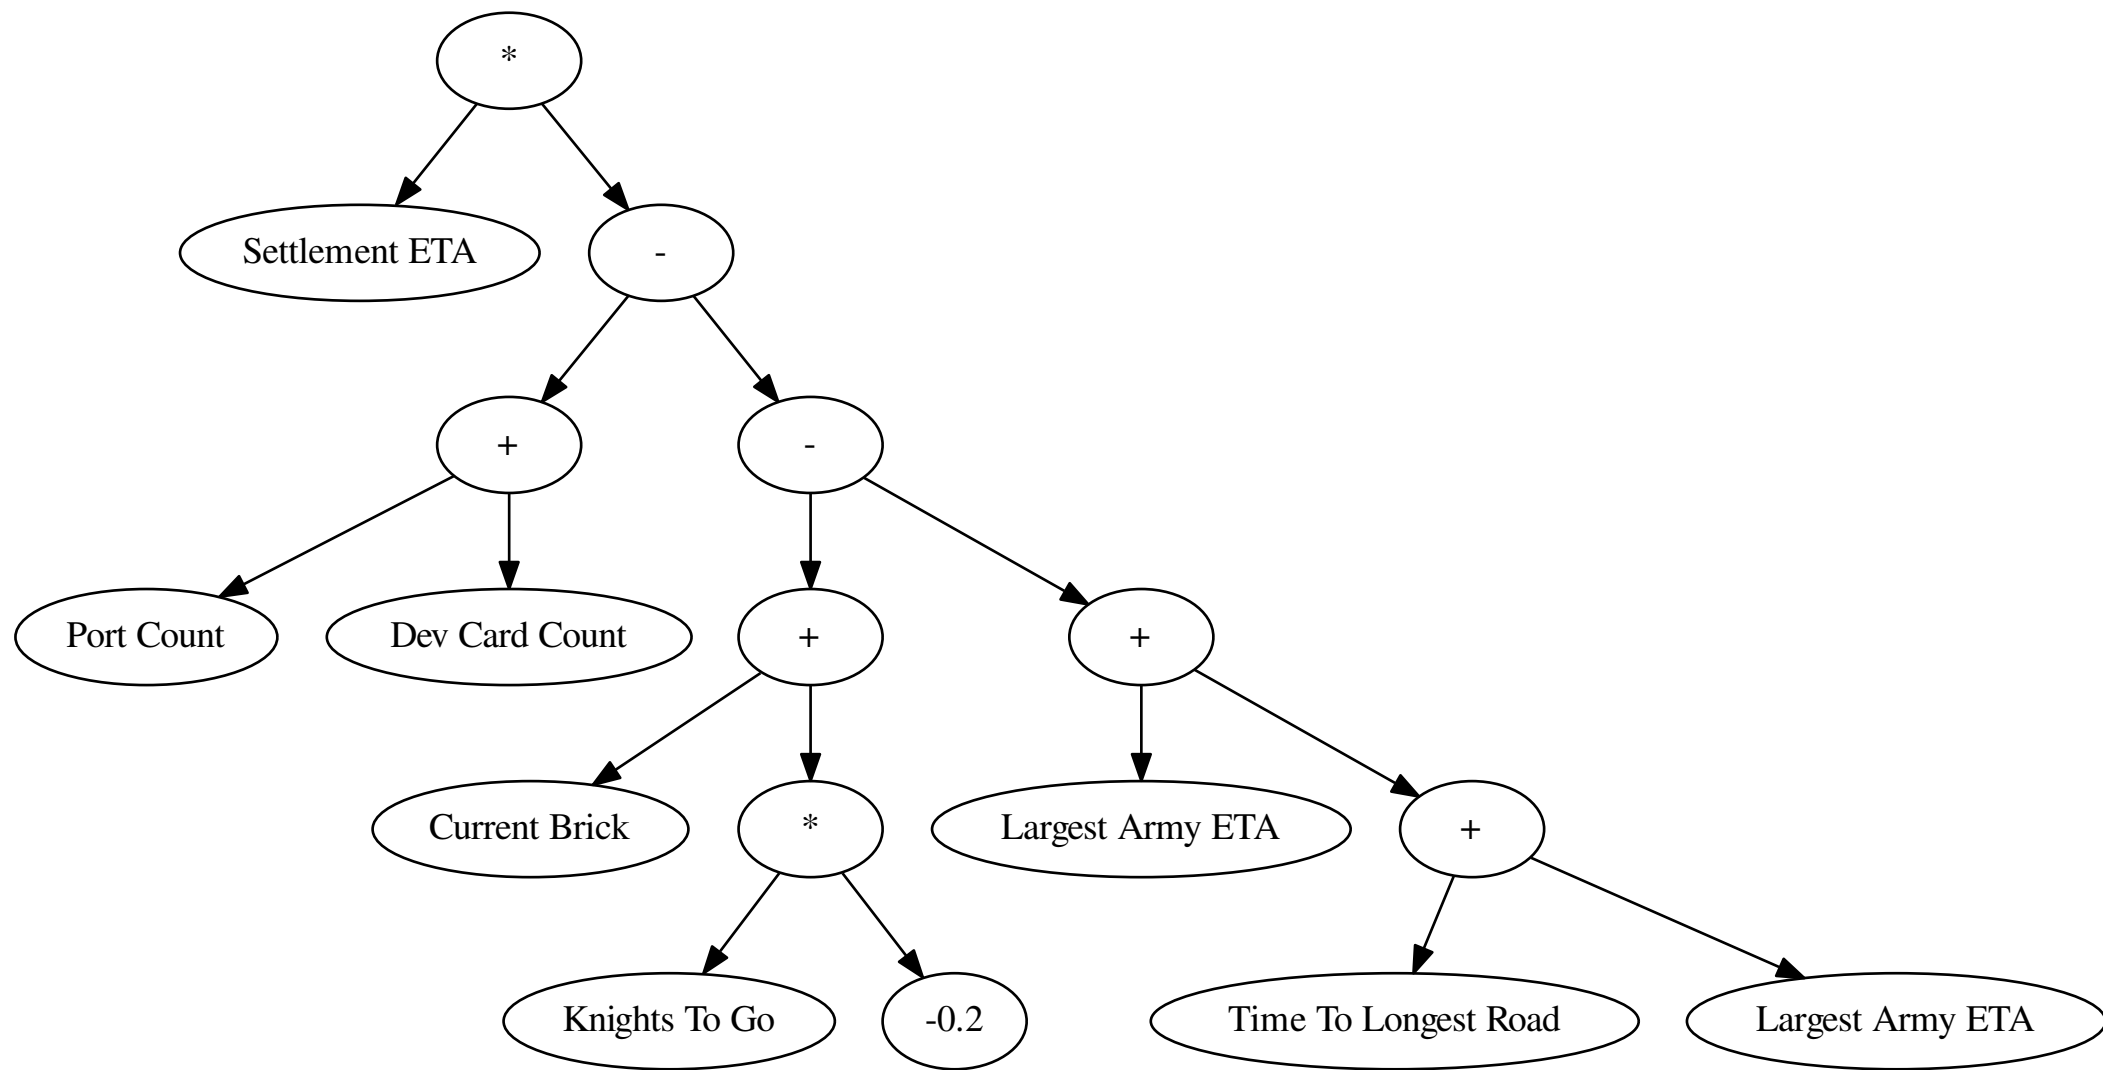 *
Settlement ETA
-
+
-
Port Count
Dev Card Count
+
+
Current Brick
*
Largest Army ETA
+
Knights To Go
-0.2
Time To Longest Road
Largest Army ETA